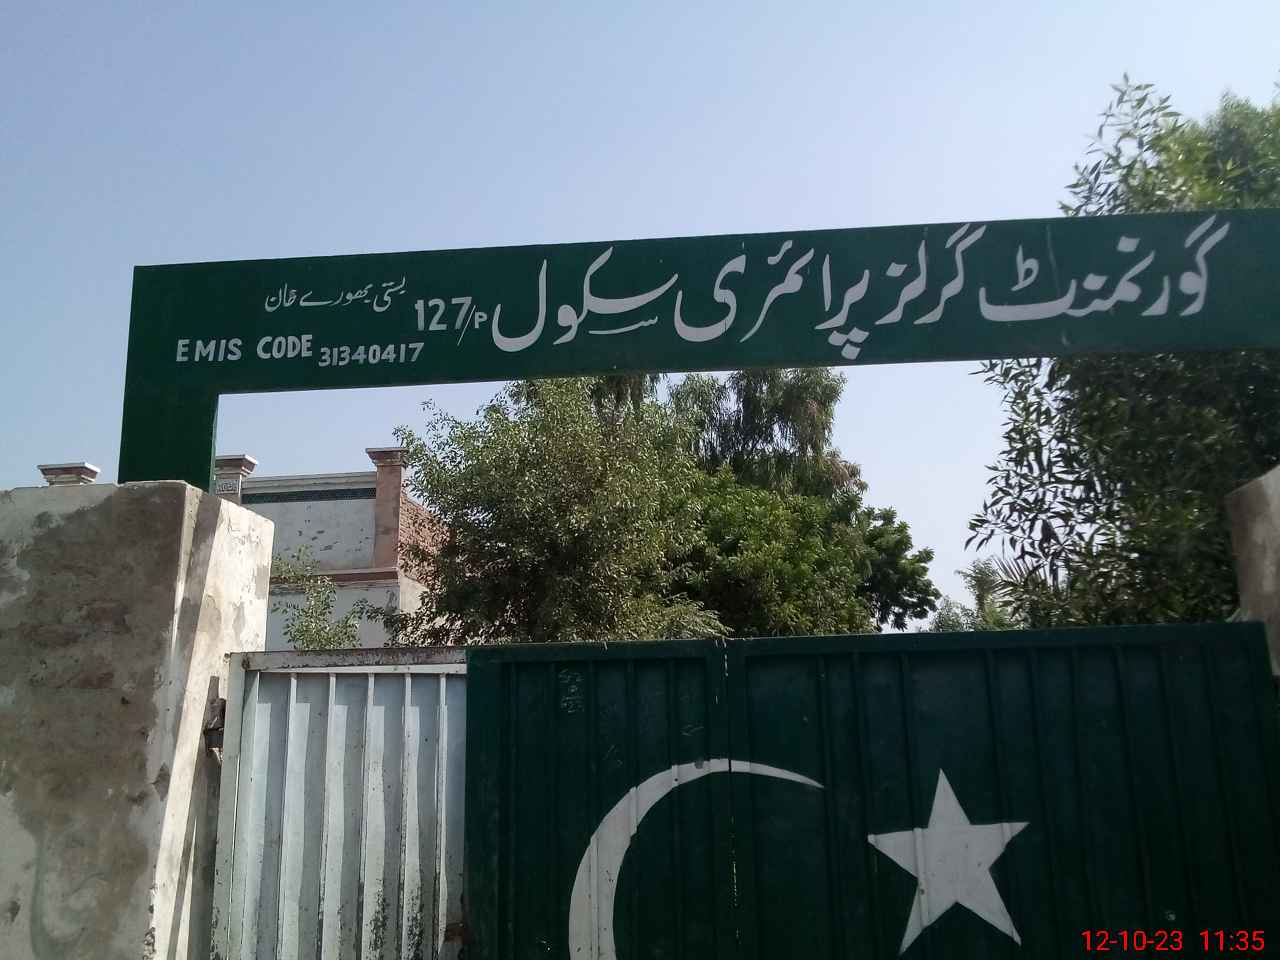 گورنمنٹ گرلز پرائمری سکول 127/P
بستی بھورے خان
EMIS CODE 31340417
12-10-23 11:35